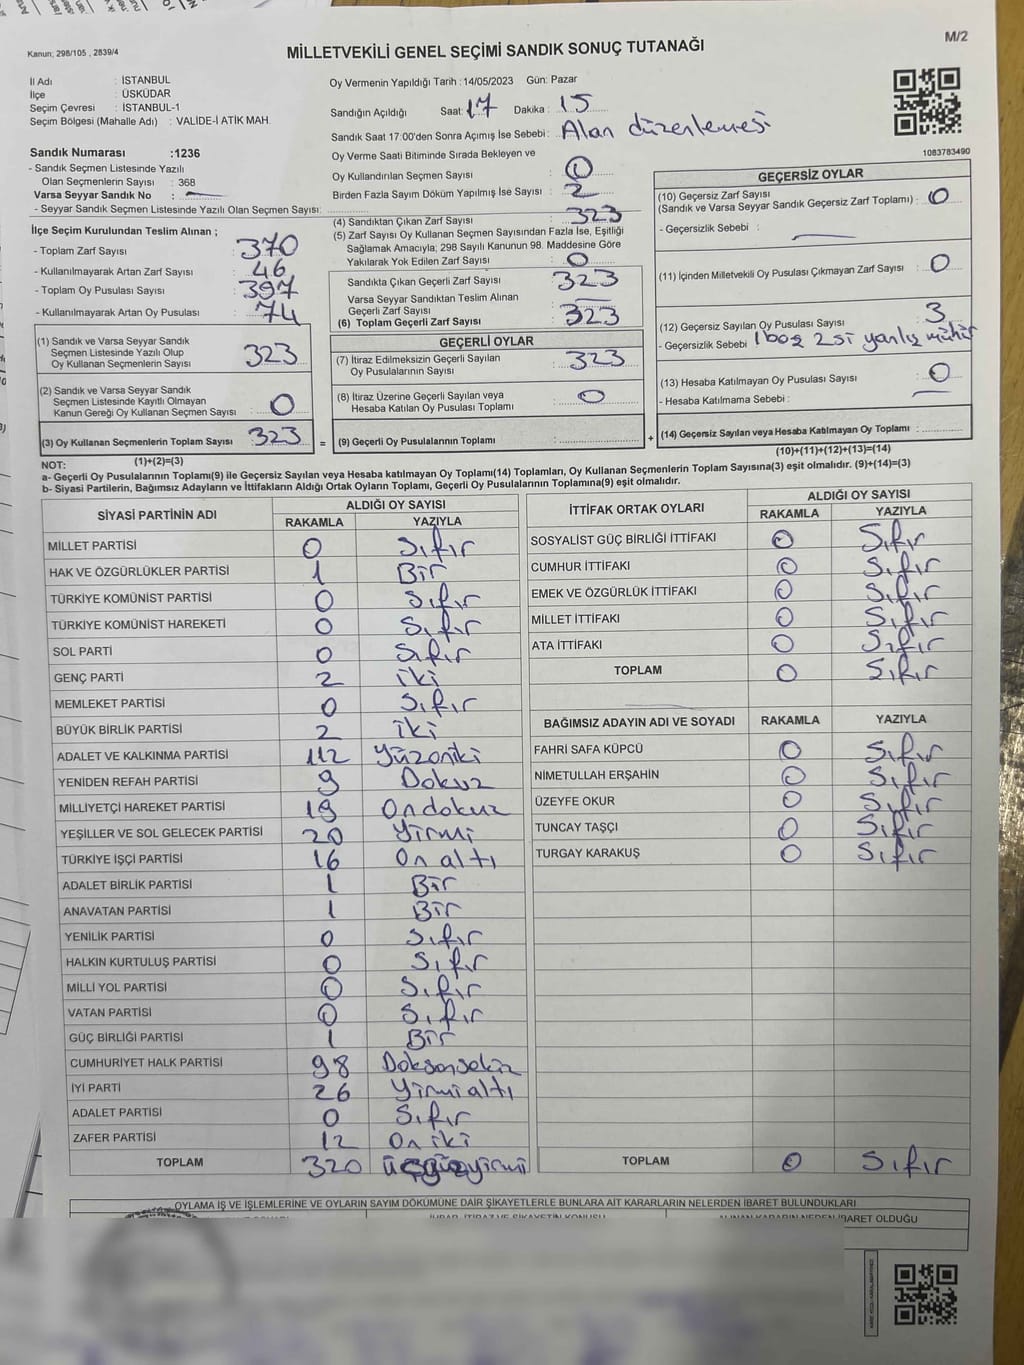 M/2
Kanun; 298/105 , 2839/4
MİLLETVEKİLİ GENEL SEÇİMİ SANDIK SONUÇ TUTANAĞI
İl Adı : İSTANBUL
İlçe : ÜSKÜDAR
Seçim Çevresi : İSTANBUL-1
Seçim Bölgesi (Mahalle Adı) : VALİDE-İ ATİK MAH.
Sandık Numarası :1236
- Sandık Seçmen Listesinde Yazılı
Olan Seçmenlerin Sayısı : 368
Varsa Seyyar Sandık No :
- Seyyar Sandık Seçmen Listesinde Yazılı Olan Seçmen Sayısı:
İlçe Seçim Kurulundan Teslim Alınan ;
- Toplam Zarf Sayısı : 370
- Kullanılmayarak Artan Zarf Sayısı : 46
- Toplam Oy Pusulası Sayısı : 397
- Kullanılmayarak Artan Oy Pusulası : 74
(1) Sandık ve Varsa Seyyar Sandık
Seçmen Listesinde Yazılı Olup
Oy Kullanan Seçmenlerin Sayısı : 323
(2) Sandık ve Varsa Seyyar Sandık
Seçmen Listesinde Kayıtlı Olmayan
Kanun Gereği Oy Kullanan Seçmen Sayısı : 0
(3) Oy Kullanan Seçmenlerin Toplam Sayısı : 323 =
(1)+(2)=(3)
Oy Vermenin Yapıldığı Tarih :14/05/2023 Gün: Pazar
Sandığın Açıldığı Saat: 17 Dakika : 15
Sandık Saat 17:00'den Sonra Açımış İse Sebebi : Alan düzenlemesi
Oy Verme Saati Bitiminde Sırada Bekleyen ve
Oy Kullandırılan Seçmen Sayısı : 0
Birden Fazla Sayım Döküm Yapılmış İse Sayısı : 2
(4) Sandıktan Çıkan Zarf Sayısı : 323
(5) Zarf Sayısı Oy Kullanan Seçmen Sayısından Fazla İse, Eşitliği
Sağlamak Amacıyla; 298 Sayılı Kanunun 98. Maddesine Göre
Yakılarak Yok Edilen Zarf Sayısı : 0
Sandıkta Çıkan Geçerli Zarf Sayısı : 323
Varsa Seyyar Sandıktan Teslim Alınan
Geçerli Zarf Sayısı :
(6) Toplam Geçerli Zarf Sayısı : 323
GEÇERLİ OYLAR
(7) İtiraz Edilmeksizin Geçerli Sayılan
Oy Pusulalarının Sayısı : 323
(8) İtiraz Üzerine Geçerli Sayılan veya
Hesaba Katılan Oy Pusulası Toplamı : 0
(9) Geçerli Oy Pusulalarının Toplamı : +
1083783490
GEÇERSİZ OYLAR
(10) Geçersiz Zarf Sayısı
(Sandık ve Varsa Seyyar Sandık Geçersiz Zarf Toplamı) : 0
- Geçersizlik Sebebi :
(11) İçinden Milletvekili Oy Pusulası Çıkmayan Zarf Sayısı : 0
(12) Geçersiz Sayılan Oy Pusulası Sayısı : 3
- Geçersizlik Sebebi 1 boş 2 si yanlış mühür
(13) Hesaba Katılmayan Oy Pusulası Sayısı : 0
- Hesaba Katılmama Sebebi :
(14) Geçersiz Sayılan veya Hesaba Katılmayan Oy Toplamı :
(10)+(11)+(12)+(13)=(14)
NOT:
a- Geçerli Oy Pusulalarının Toplamı(9) ile Geçersiz Sayılan veya Hesaba katılmayan Oy Toplamı(14) Toplamları, Oy Kullanan Seçmenlerin Toplam Sayısına(3) eşit olmalıdır. (9)+(14)=(3)
b- Siyasi Partilerin, Bağımsız Adayların ve İttifakların Aldığı Ortak Oyların Toplamı, Geçerli Oy Pusulalarının Toplamına(9) eşit olmalıdır.
SİYASİ PARTİNİN ADI ALDIĞI OY SAYISI
RAKAMLA YAZIYLA
MİLLET PARTİSİ 0 Sıfır
HAK VE ÖZGÜRLÜKLER PARTİSİ 1 Bir
TÜRKİYE KOMÜNİST PARTİSİ 0 Sıfır
TÜRKİYE KOMÜNİST HAREKETİ 0 Sıfır
SOL PARTİ 0 Sıfır
GENÇ PARTİ 2 iki
MEMLEKET PARTİSİ 0 Sıfır
BÜYÜK BİRLİK PARTİSİ 2 iki
ADALET VE KALKINMA PARTİSİ 112 Yüzoniki
YENİDEN REFAH PARTİSİ 9 Dokuz
MİLLİYETÇİ HAREKET PARTİSİ 19 Ondokuz
YEŞİLLER VE SOL GELECEK PARTİSİ 20 Yirmi
TÜRKİYE İŞÇİ PARTİSİ 16 On altı
ADALET BİRLİK PARTİSİ 1 Bir
ANAVATAN PARTİSİ 1 Bir
YENİLİK PARTİSİ 0 Sıfır
HALKIN KURTULUŞ PARTİSİ 0 Sıfır
MİLLİ YOL PARTİSİ 0 Sıfır
VATAN PARTİSİ 0 Sıfır
GÜÇ BİRLİĞİ PARTİSİ 1 Bir
CUMHURİYET HALK PARTİSİ 98 Doksansekiz
İYİ PARTİ 26 Yirmialtı
ADALET PARTİSİ 0 Sıfır
ZAFER PARTİSİ 12 On iki
TOPLAM 320 üçyüzyirmi
İTTİFAK ORTAK OYLARI ALDIĞI OY SAYISI
RAKAMLA YAZIYLA
SOSYALİST GÜÇ BİRLİĞİ İTTİFAKI 0 Sıfır
CUMHUR İTTİFAKI 0 Sıfır
EMEK VE ÖZGÜRLÜK İTTİFAKI 0 Sıfır
MİLLET İTTİFAKI 0 Sıfır
ATA İTTİFAKI 0 Sıfır
TOPLAM 0 Sıfır
BAĞIMSIZ ADAYIN ADI VE SOYADI RAKAMLA YAZIYLA
FAHRİ SAFA KÜPCÜ 0 Sıfır
NİMETULLAH ERŞAHİN 0 Sıfır
ÜZEYFE OKUR 0 Sıfır
TUNCAY TAŞÇI 0 Sıfır
TURGAY KARAKUŞ 0 Sıfır
TOPLAM 0 Sıfır
OYLAMA İŞ VE İŞLEMLERİNE VE OYLARIN SAYIM DÖKÜMÜNE DAİR ŞİKAYETLERLE BUNLARA AİT KARARLARIN NELERDEN İBARET BULUNDUKLARI